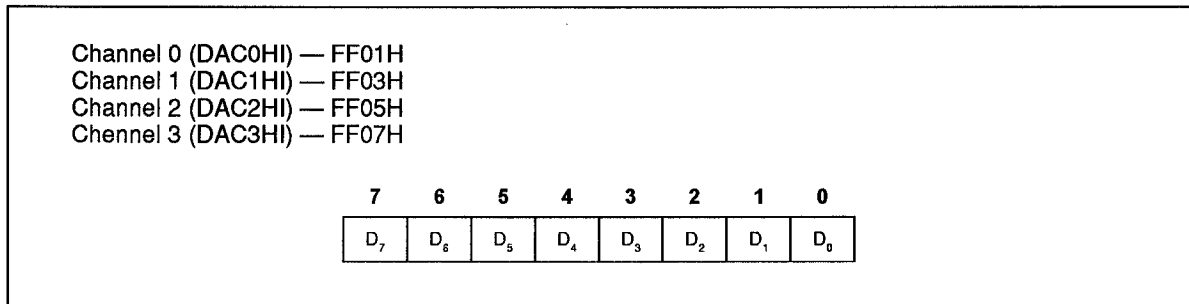 Channel 0 (DAC0HI) — FF01H
Channel 1 (DAC1HI) — FF03H
Channel 2 (DAC2HI) — FF05H
Chennel 3 (DAC3HI) — FF07H
7 6 5 4 3 2 1 0
D₇ D₆ D₅ D₄ D₃ D₂ D₁ D₀